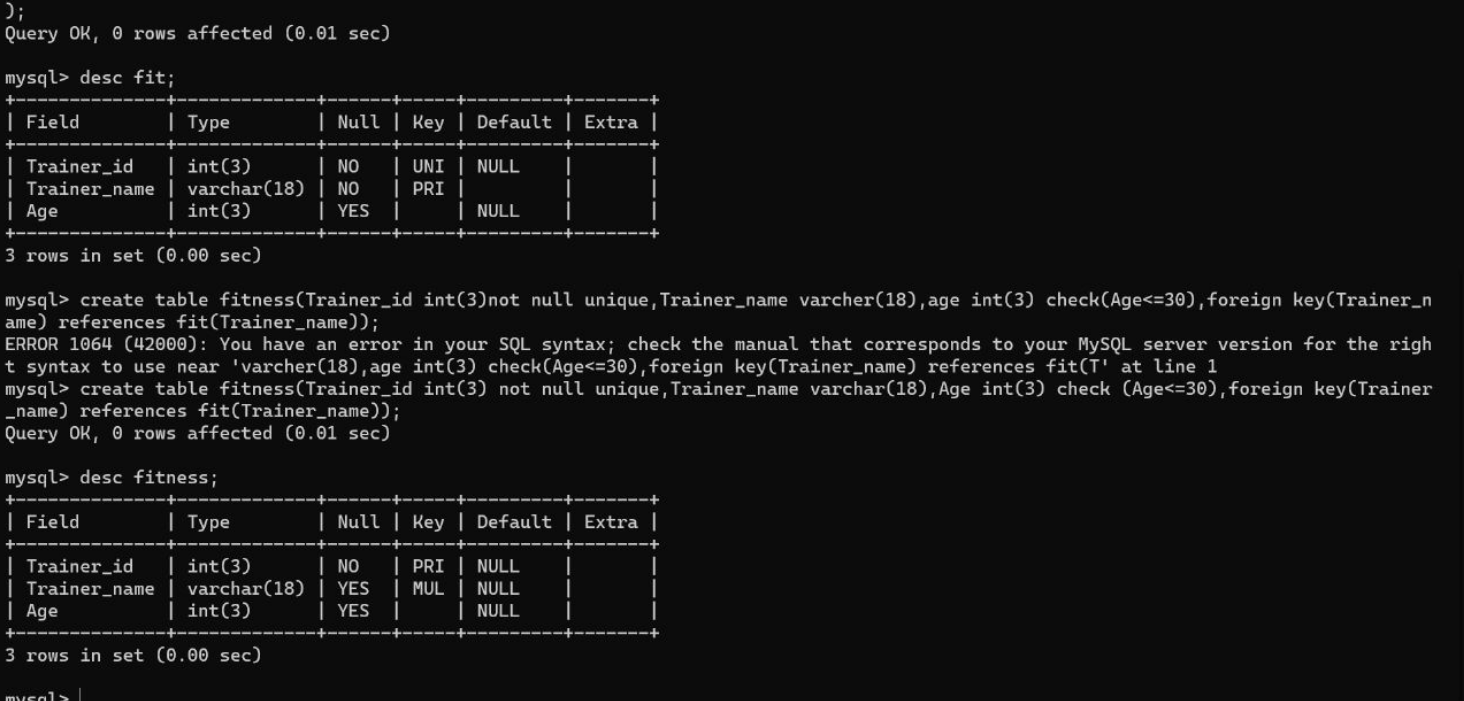 );
Query OK, 0 rows affected (0.01 sec)
mysql> desc fit;
+--------------+-------------+------+-----+---------+-------+
| Field        | Type        | Null | Key | Default | Extra |
+--------------+-------------+------+-----+---------+-------+
| Trainer_id   | int(3)      | NO   | UNI | NULL    |       |
| Trainer_name | varchar(18) | NO   | PRI |         |       |
| Age          | int(3)      | YES  |     | NULL    |       |
+--------------+-------------+------+-----+---------+-------+
3 rows in set (0.00 sec)
mysql> create table fitness(Trainer_id int(3)not null unique,Trainer_name varcher(18),age int(3) check(Age<=30),foreign key(Trainer_n
ame) references fit(Trainer_name));
ERROR 1064 (42000): You have an error in your SQL syntax; check the manual that corresponds to your MySQL server version for the righ
t syntax to use near 'varcher(18),age int(3) check(Age<=30),foreign key(Trainer_name) references fit(T' at line 1
mysql> create table fitness(Trainer_id int(3) not null unique,Trainer_name varchar(18),Age int(3) check (Age<=30),foreign key(Trainer
_name) references fit(Trainer_name));
Query OK, 0 rows affected (0.01 sec)
mysql> desc fitness;
+--------------+-------------+------+-----+---------+-------+
| Field        | Type        | Null | Key | Default | Extra |
+--------------+-------------+------+-----+---------+-------+
| Trainer_id   | int(3)      | NO   | PRI | NULL    |       |
| Trainer_name | varchar(18) | YES  | MUL | NULL    |       |
| Age          | int(3)      | YES  |     | NULL    |       |
+--------------+-------------+------+-----+---------+-------+
3 rows in set (0.00 sec)
mysql>